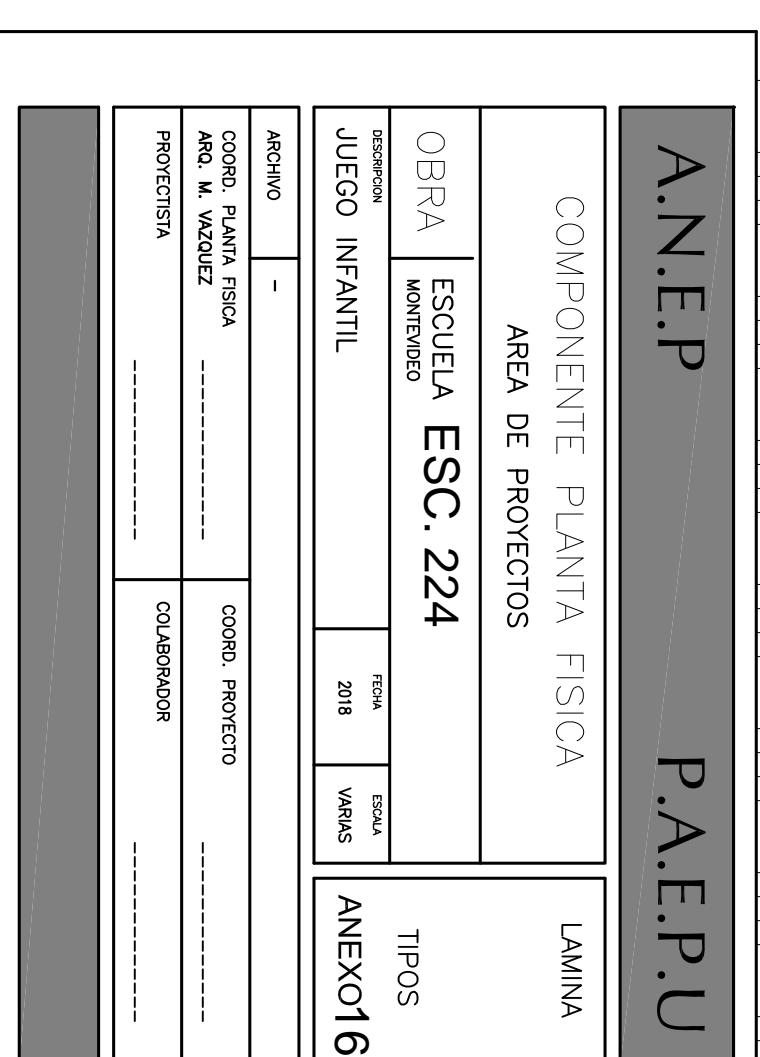 A.N.E.P P.A.E.P.U
COMPONENTE PLANTA FISICA
AREA DE PROYECTOS
LAMINA
OBRA
ESCUELA ESC. 224
MONTEVIDEO
TIPOS
DESCRIPCION
JUEGO INFANTIL
FECHA
2018
ESCALA
VARIAS
ANEXO16
ARCHIVO -
COORD. PLANTA FISICA
ARQ. M. VAZQUEZ
COORD. PROYECTO
PROYECTISTA
COLABORADOR